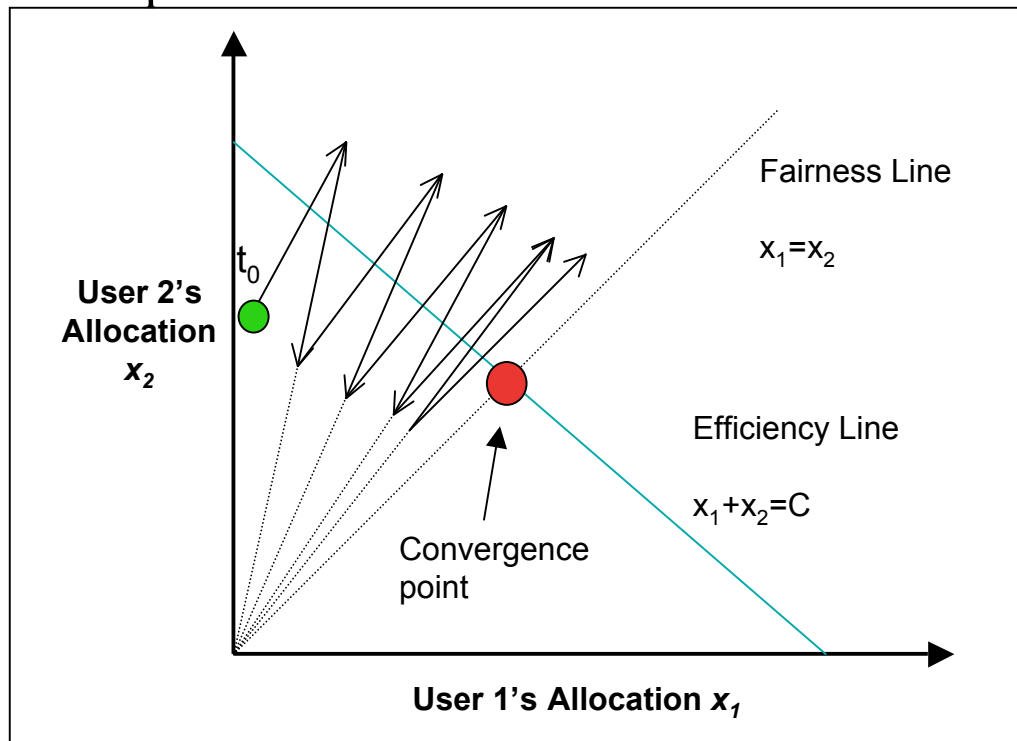 t₀
User 2's
Allocation
x₂
Fairness Line
x₁=x₂
Efficiency Line
x₁+x₂=C
Convergence
point
User 1's Allocation x₁